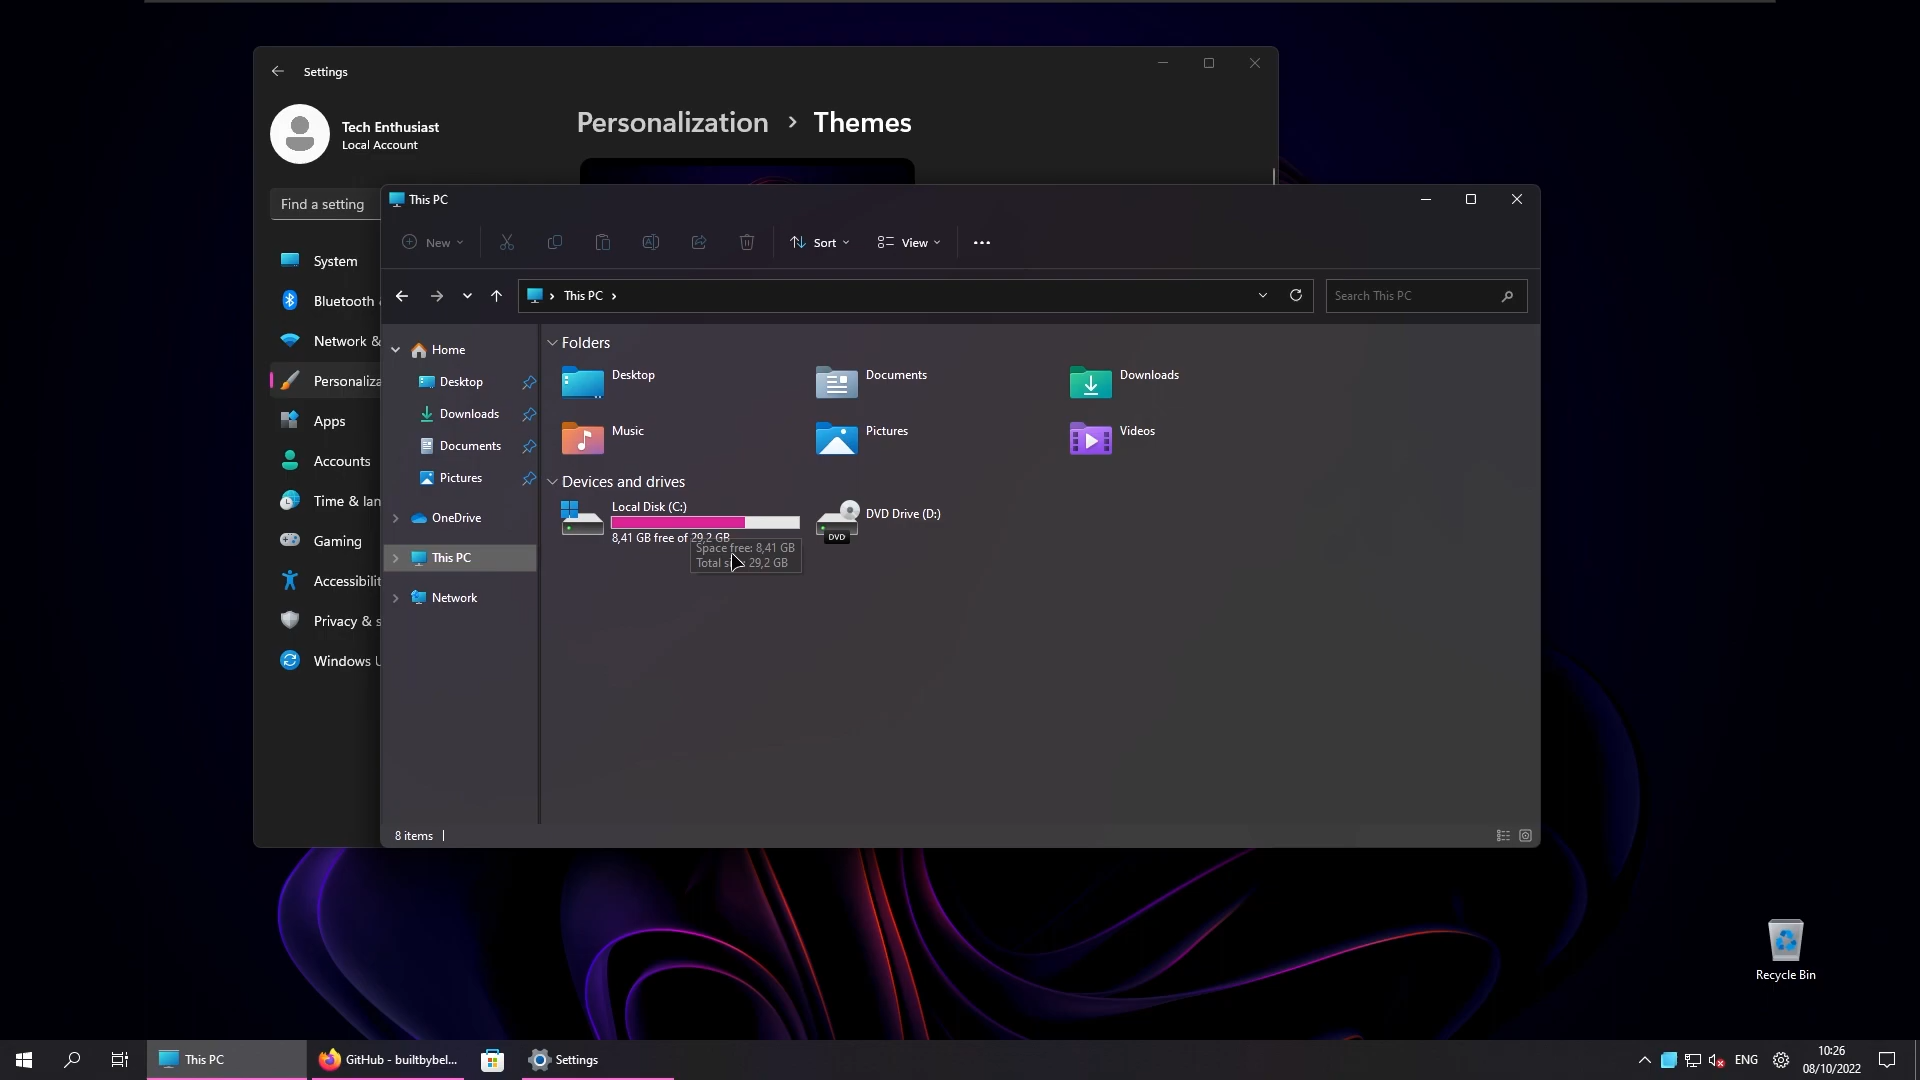 Settings
Tech Enthusiast
Local Account
Personalization > Themes
Find a setting
System
Bluetooth
Network &
Personaliza
Apps
Accounts
Time & lan
Gaming
Accessibilit
Privacy & s
Windows U
This PC
New
Sort
View
This PC
Search This PC
Home
Desktop
Downloads
Documents
Pictures
OneDrive
This PC
Network
Folders
Desktop
Documents
Downloads
Music
Pictures
Videos
Devices and drives
Local Disk (C:)
8,41 GB free of 29,2 GB
DVD
DVD Drive (D:)
Space free: 8,41 GB
Total s 29,2 GB
8 items
Recycle Bin
This PC
GitHub - builtbybel...
Settings
ENG
10:26
08/10/2022